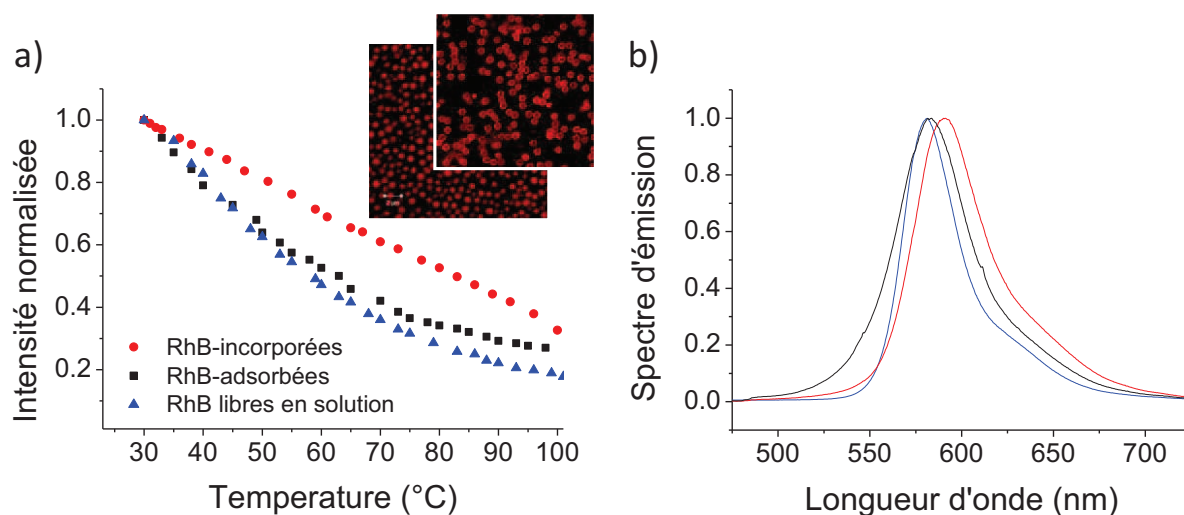 a)
Intensité normalisée
1.0
0.8
0.6
0.4
0.2
30 40 50 60 70 80 90 100
Temperature (°C)
RhB-incorporées
RhB-adsorbées
RhB libres en solution
b)
Spectre d'émission
1.0
0.8
0.6
0.4
0.2
0.0
500 550 600 650 700
Longueur d'onde (nm)